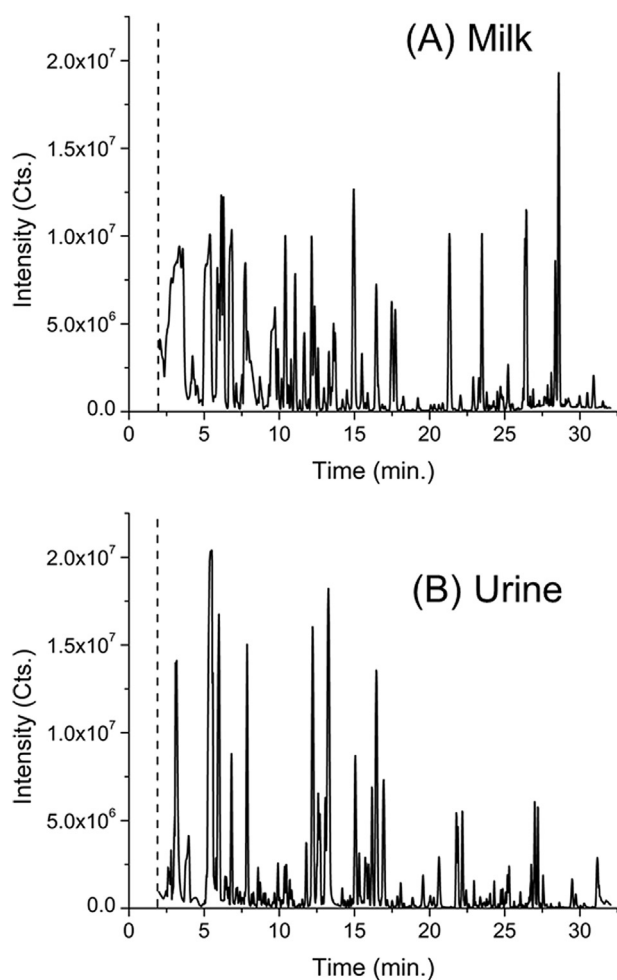 (A) Milk
2.0x10⁷
1.5x10⁷
1.0x10⁷
5.0x10⁶
0.0
Intensity (Cts.)
0 5 10 15 20 25 30
Time (min.)
(B) Urine
2.0x10⁷
1.5x10⁷
1.0x10⁷
5.0x10⁶
0.0
Intensity (Cts.)
0 5 10 15 20 25 30
Time (min.)